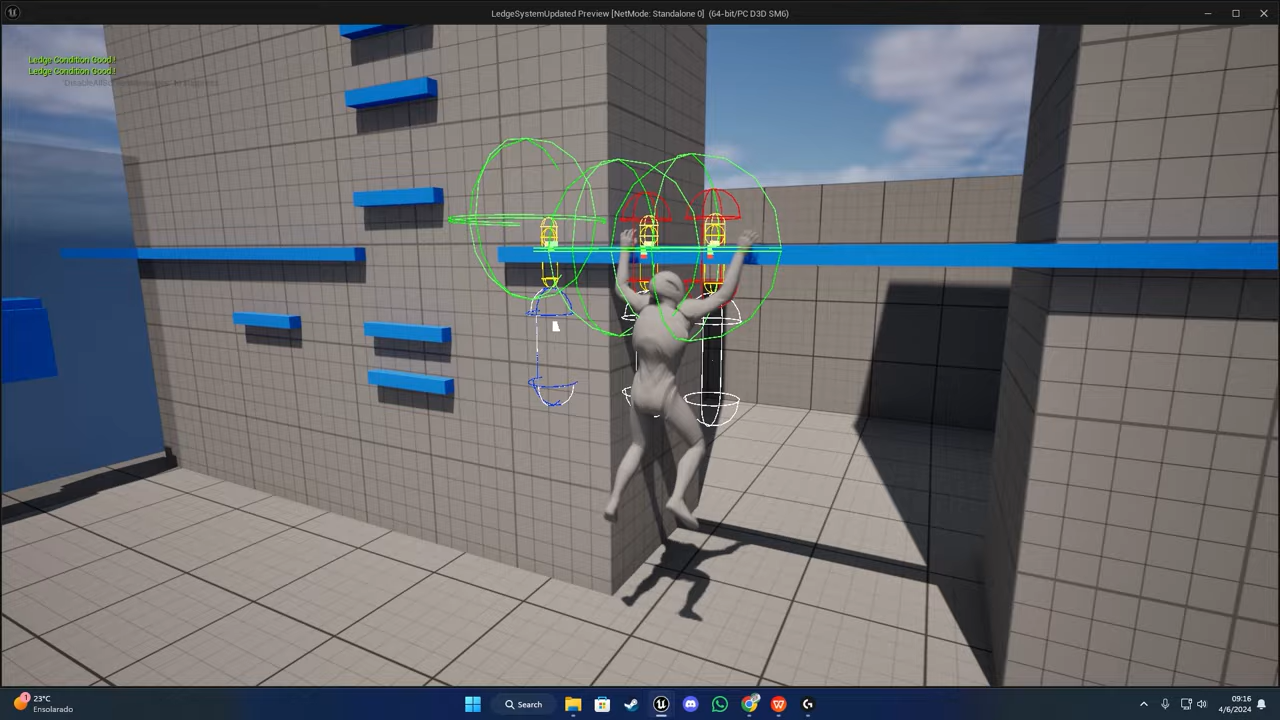 LedgeSystemUpdated Preview [NetMode: Standalone 0] (64-bit/PC D3D SM6)
Ledge Condition Good !
Ledge Condition Good !
1
23°C
Ensolarado
Search
09:16
4/6/2024